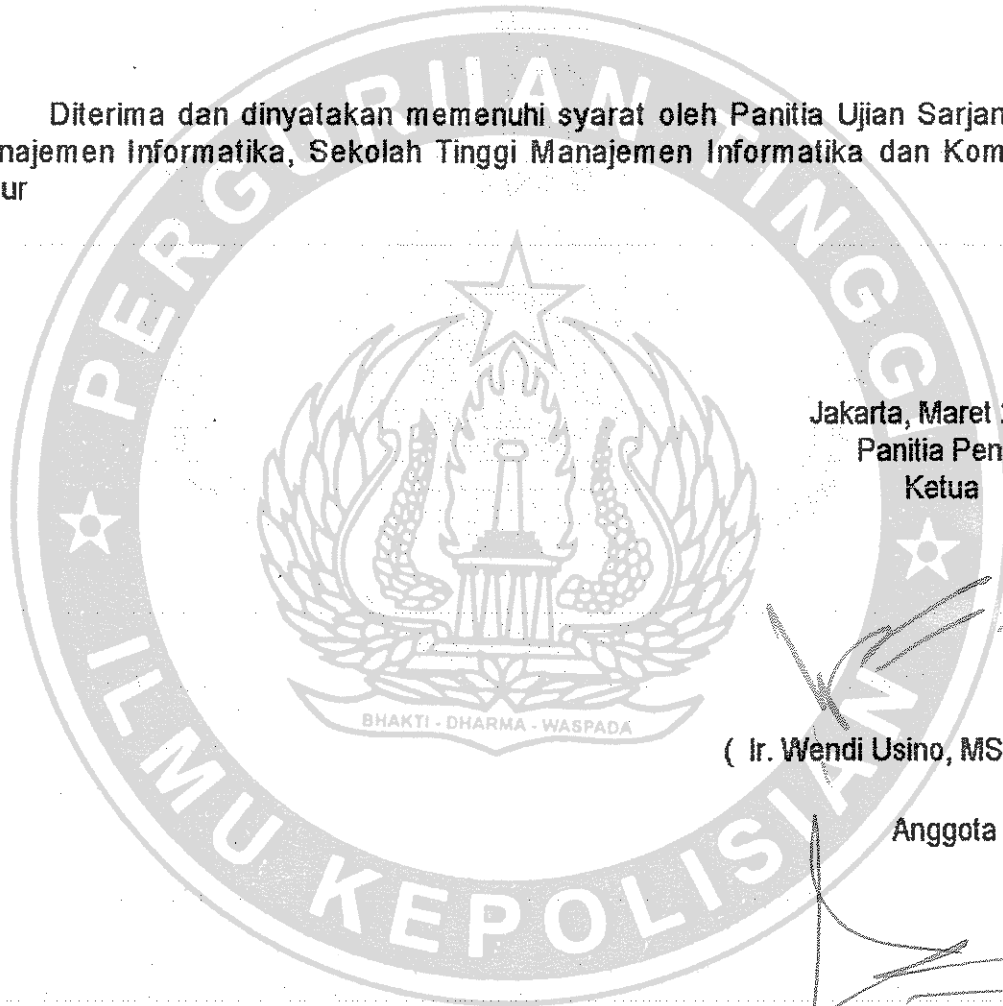 Diterima dan dinyatakan memenuhi syarat oleh Panitia Ujian Sarjan
najemen Informatika, Sekolah Tinggi Manajemen Informatika dan Kom
ur
PERGURUAN TINGGI
ILMU KEPOLISIAN
BHAKTI - DHARMA - WASPADA
Jakarta, Maret
Panitia Pen
Ketua
( Ir. Wendi Usino, MS
Anggota